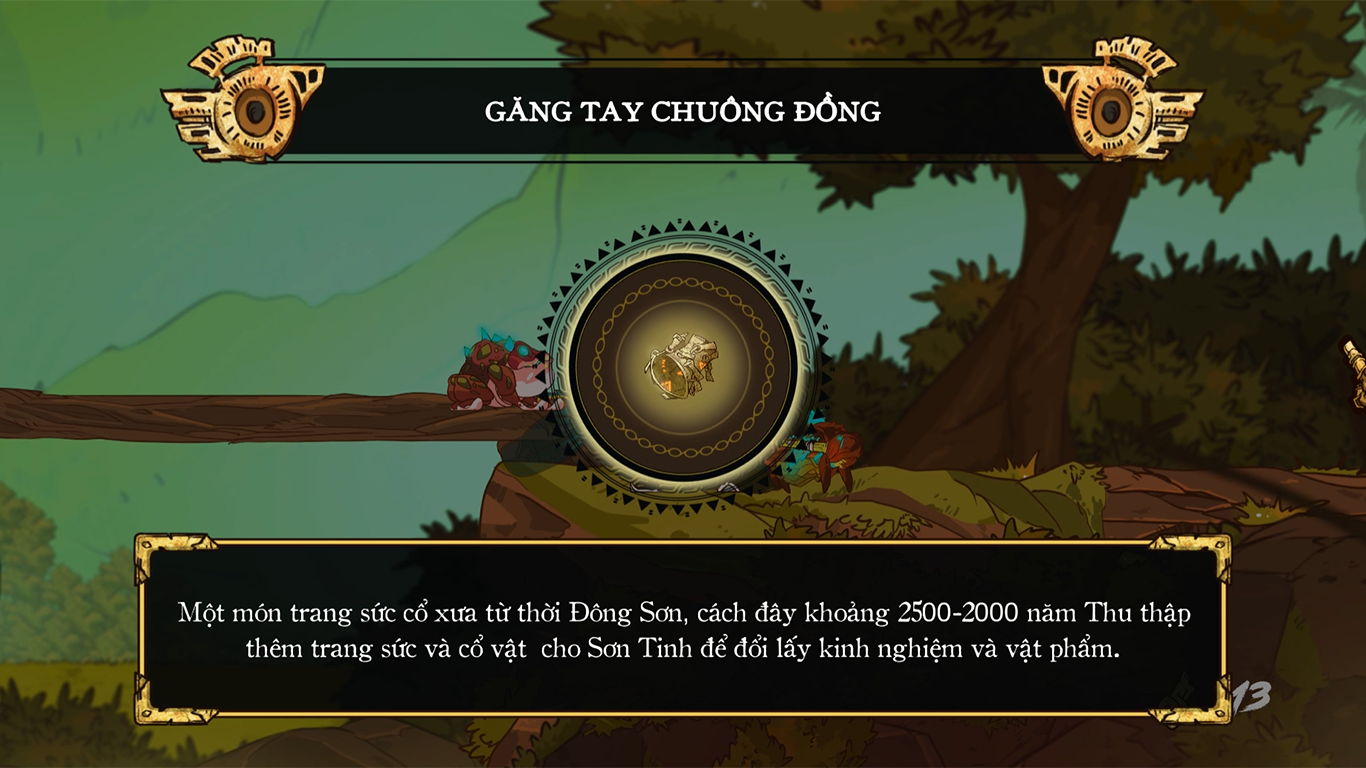 GĂNG TAY CHUÔNG ĐỒNG
Một món trang sức cổ xưa từ thời Đông Sơn, cách đây khoảng 2500-2000 năm Thu thập
thêm trang sức và cổ vật cho Sơn Tinh để đổi lấy kinh nghiệm và vật phẩm.
13